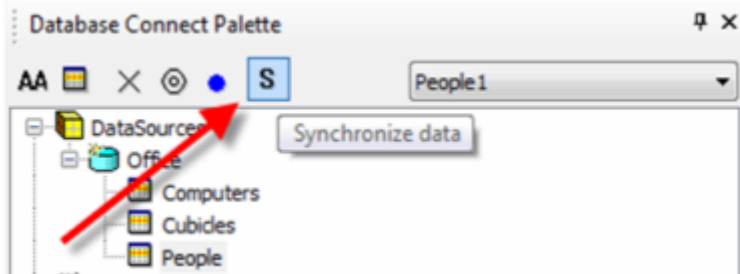 Database Connect Palette
AA S People1
DataSources
Synchronize data
Office
Computers
Cubicles
People